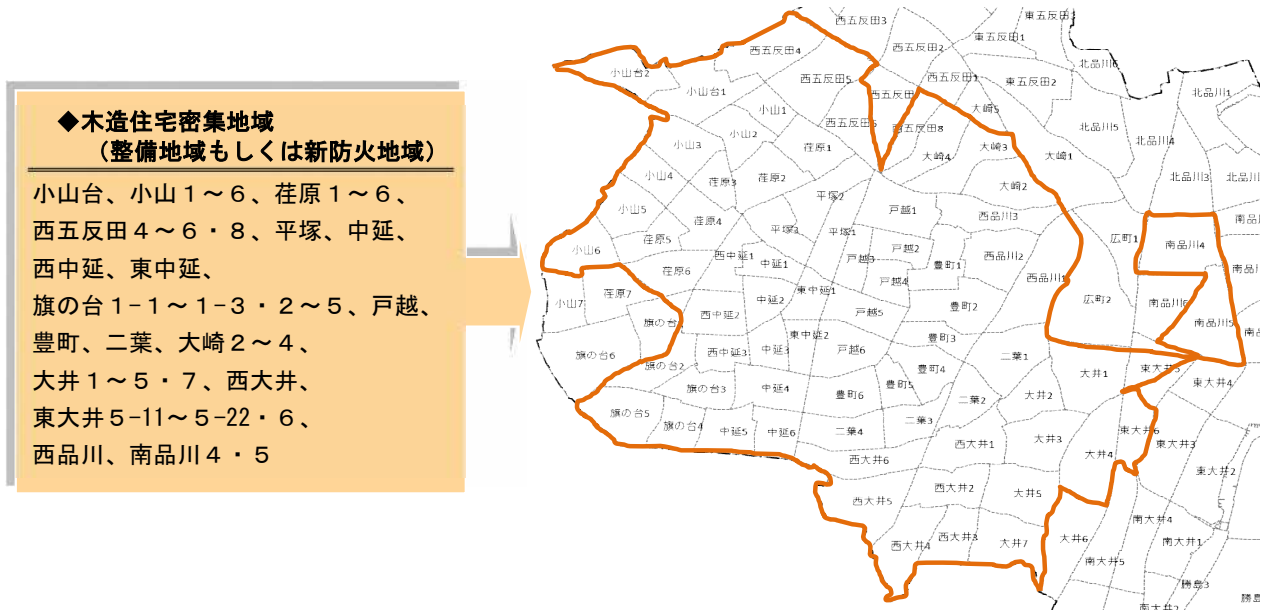 ◆木造住宅密集地域
（整備地域もしくは新防火地域）
小山台、小山１～６、荏原１～６、
西五反田４～６・８、平塚、中延、
西中延、東中延、
旗の台１-１～１-３・２～５、戸越、
豊町、二葉、大崎２～４、
大井１～５・７、西大井、
東大井５-11～５-22・６、
西品川、南品川４・５
西五反田3
東五反田3
西五反田4
西五反田2
東五反田1
小山台2
西五反田5
西五反田1
東五反田2
北品川6
小山台1
北品川1
小山1
西五反田6
西五反田8
大崎5
北品川5
小山2
荏原1
大崎3
北品川4
小山3
大崎4
大崎1
小山4
荏原3
荏原2
大崎2
北品川3
平塚2
小山5
荏原4
戸越1
西品川3
平塚3
平塚1
広町1
南品川4
荏原5
小山6
西中延1
中延1
戸越2
戸越3
豊町1
西品川2
荏原6
戸越4
西品川1
小山7
荏原7
東中延1
中延2
広町2
南品川6
西中延2
戸越5
豊町2
南品川5
旗の台
東中延2
豊町3
旗の台6
西中延3
中延3
戸越6
二葉1
旗の台2
豊町4
大井1
東大井5
東大井4
旗の台3
中延4
豊町6
豊町5
大井2
二葉2
旗の台5
旗の台4
中延5
中延6
二葉4
二葉3
西大井1
大井3
東大井6
東大井3
西大井6
大井4
東大井2
西大井5
西大井2
大井5
南大井4
西大井4
西大井3
大井7
大井6
南大井1
南大井5
勝島3
南大井2